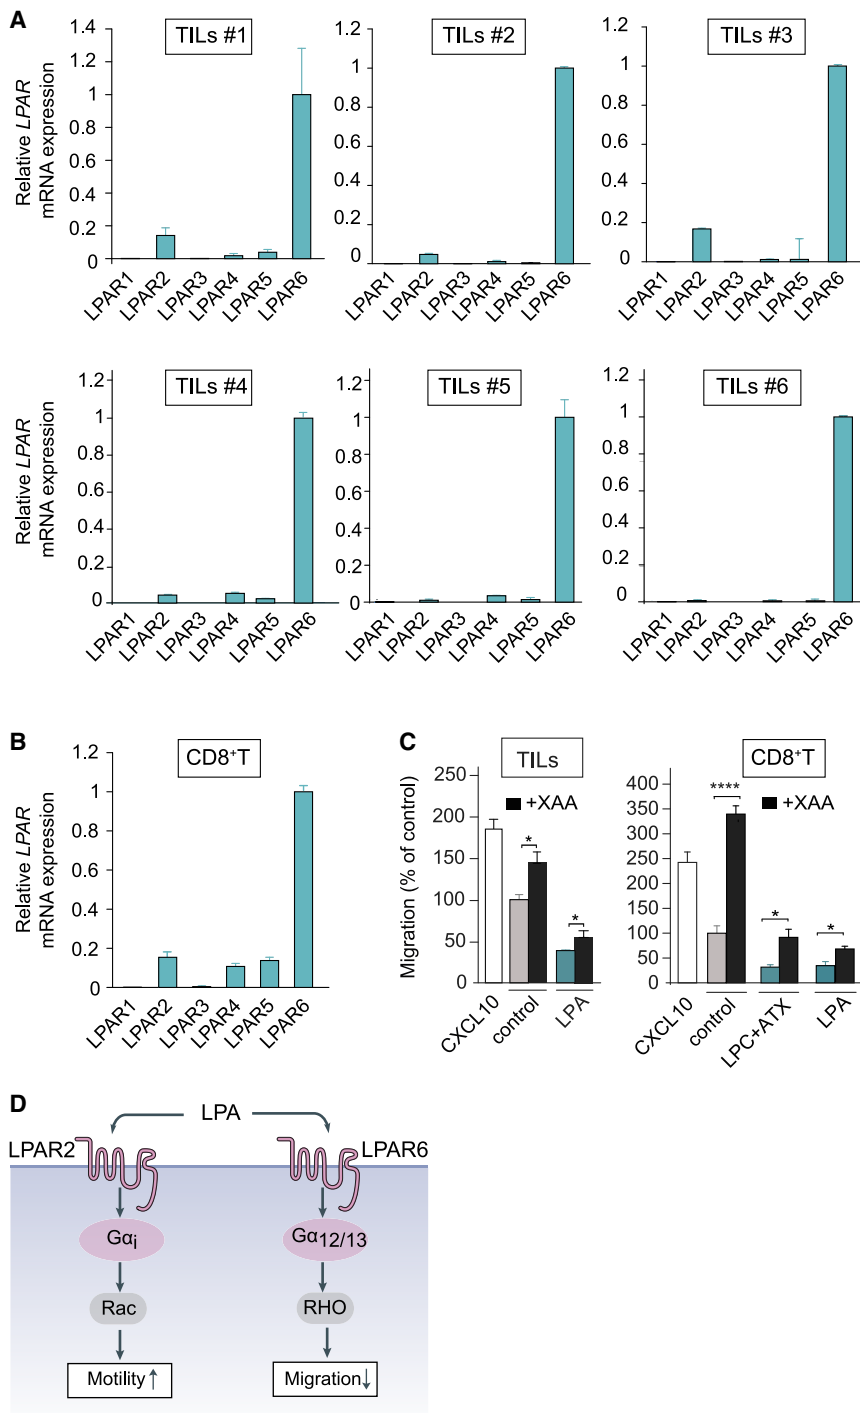 A
TILs #1
TILs #2
TILs #3
Relative LPAR
mRNA expression
1.4
1.2
1
0.8
0.6
0.4
0.2
0
LPAR1
LPAR2
LPAR3
LPAR4
LPAR5
LPAR6
1.2
1
0.8
0.6
0.4
0.2
0
LPAR1
LPAR2
LPAR3
LPAR4
LPAR5
LPAR6
1.2
1
0.8
0.6
0.4
0.2
0
LPAR1
LPAR2
LPAR3
LPAR4
LPAR5
LPAR6
TILs #4
TILs #5
TILs #6
Relative LPAR
mRNA expression
1.2
1
0.8
0.6
0.4
0.2
0
LPAR1
LPAR2
LPAR3
LPAR4
LPAR5
LPAR6
1.2
1
0.8
0.6
0.4
0.2
0
LPAR1
LPAR2
LPAR3
LPAR4
LPAR5
LPAR6
1.2
1
0.8
0.6
0.4
0.2
0
LPAR1
LPAR2
LPAR3
LPAR4
LPAR5
LPAR6
B
CD8⁺T
Relative LPAR
mRNA expression
1.2
1
0.8
0.6
0.4
0.2
0
LPAR1
LPAR2
LPAR3
LPAR4
LPAR5
LPAR6
C
TILs
+XAA
Migration (% of control)
250
200
150
100
50
0
*
*
CXCL10
control
LPA
CD8⁺T
+XAA
400
350
300
250
200
150
100
50
0
****
*
*
CXCL10
control
LPC+ATX
LPA
D
LPA
LPAR2
LPAR6
Gαi
Gα12/13
Rac
RHO
Motility↑
Migration↓